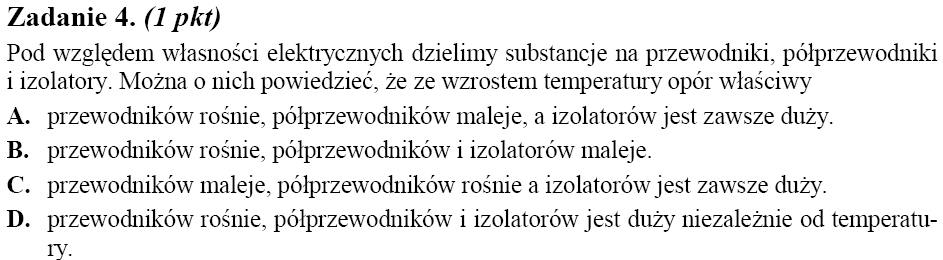 Zadanie 4. (1 pkt)
Pod względem własności elektrycznych dzielimy substancje na przewodniki, półprzewodniki
i izolatory. Można o nich powiedzieć, że ze wzrostem temperatury opór właściwy
A. przewodników rośnie, półprzewodników maleje, a izolatorów jest zawsze duży.
B. przewodników rośnie, półprzewodników i izolatorów maleje.
C. przewodników maleje, półprzewodników rośnie a izolatorów jest zawsze duży.
D. przewodników rośnie, półprzewodników i izolatorów jest duży niezależnie od temperatu-
ry.